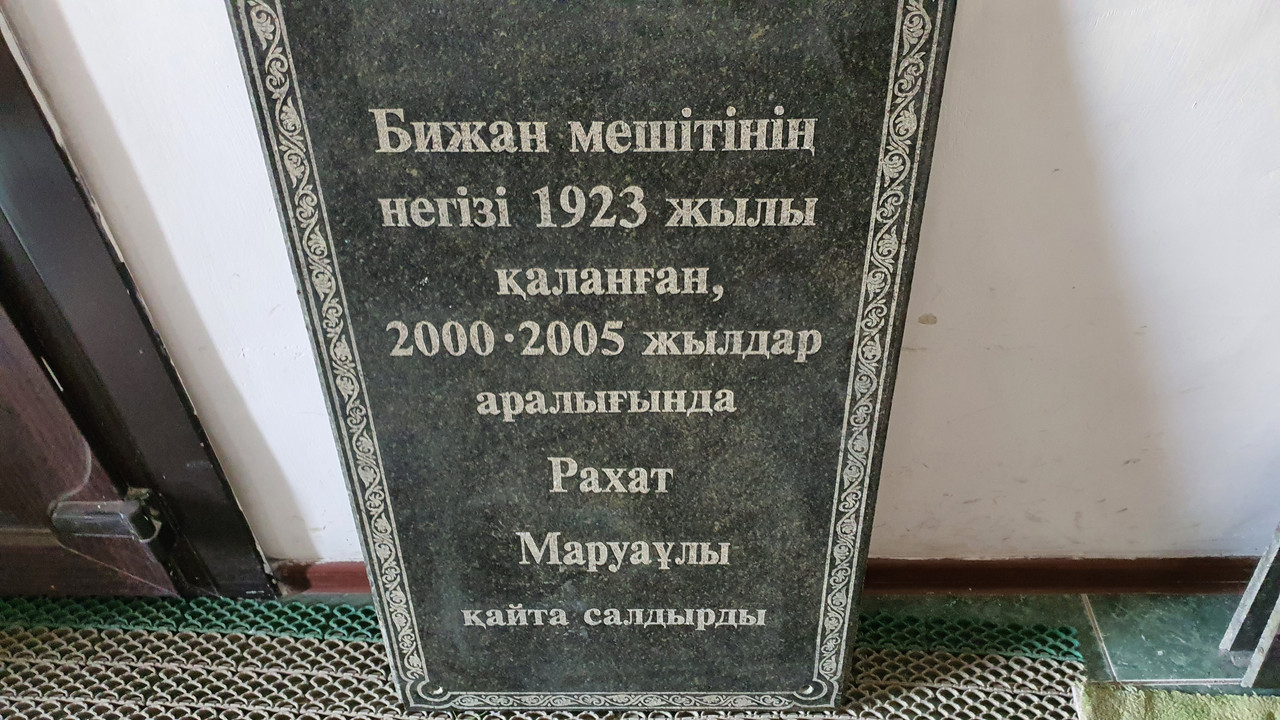 Бижан мешітінің
негізі 1923 жылы
қаланған,
2000·2005 жылдар
аралығында
Рахат
Маруаұлы
қайта салдырды